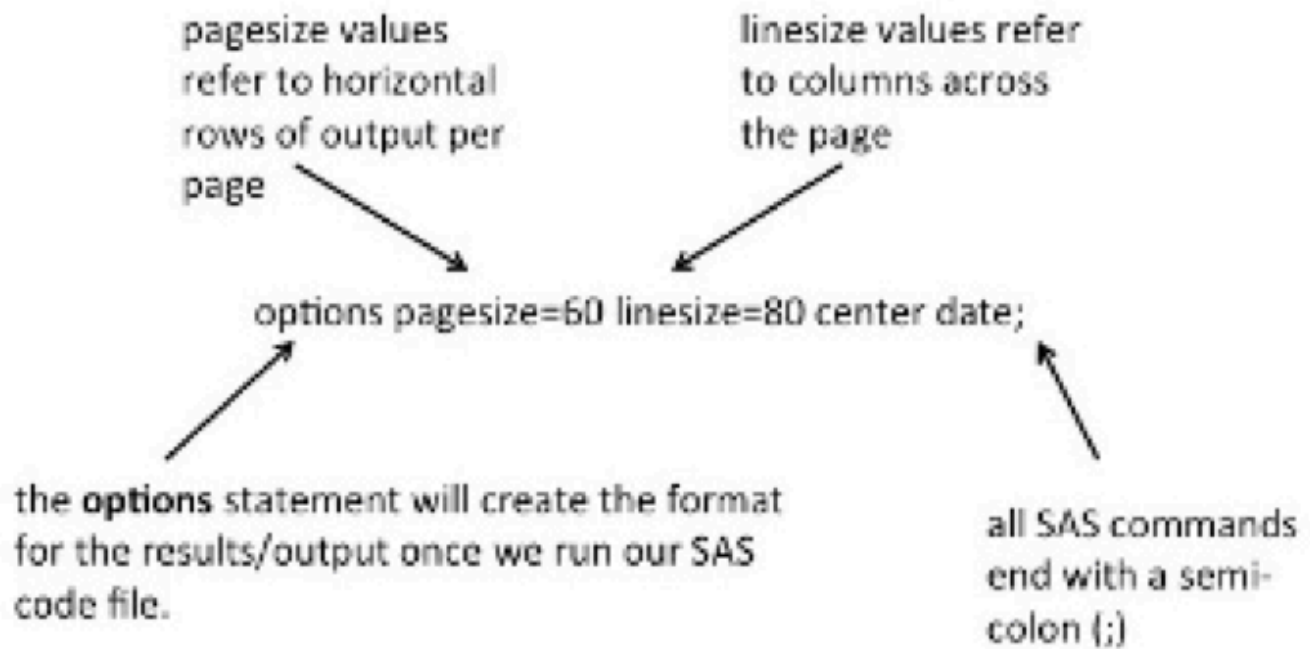 pagesize values
refer to horizontal
rows of output per
page
linesize values refer
to columns across
the page
options pagesize=60 linesize=80 center date;
the options statement will create the format
for the results/output once we run our SAS
code file.
all SAS commands
end with a semi-
colon (;)